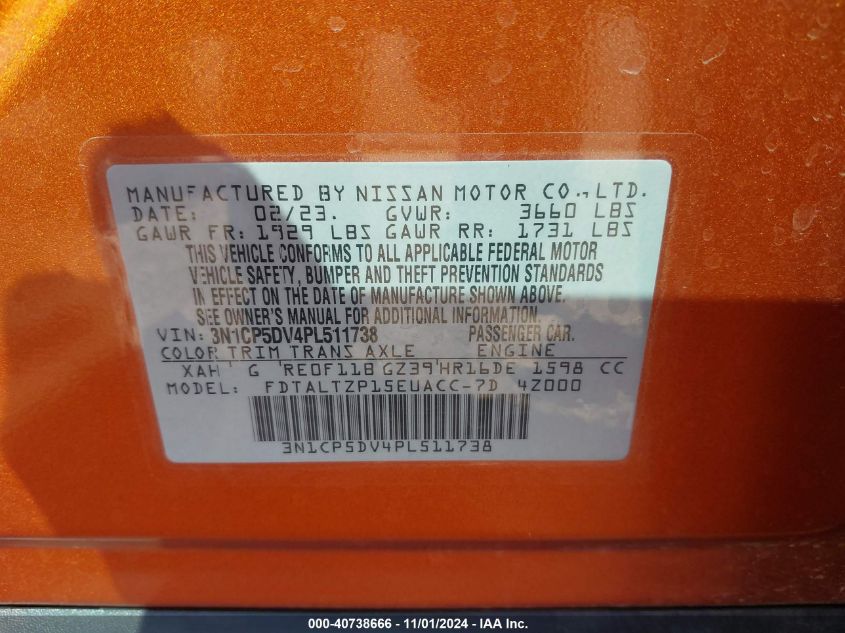 MANUFACTURED BY NISSAN MOTOR CO., LTD.
DATE: 02/23. GVWR: 3660 LBS
GAWR FR: 1929 LBS GAWR RR: 1731 LBS
THIS VEHICLE CONFORMS TO ALL APPLICABLE FEDERAL MOTOR
VEHICLE SAFETY, BUMPER AND THEFT PREVENTION STANDARDS
IN EFFECT ON THE DATE OF MANUFACTURE SHOWN ABOVE.
SEE OWNER'S MANUAL FOR ADDITIONAL INFORMATION
VIN: 3N1CP5DV4PL511738 PASSENGER CAR.
COLOR TRIM TRANS AXLE ENGINE
XAH G RE0F11B GZ39 HR16DE 1598 CC
MODEL: FDTALTZP15EUACC-7D 4Z000
3N1CP5DV4PL511738
000-40738666 - 11/01/2024 - IAA Inc.